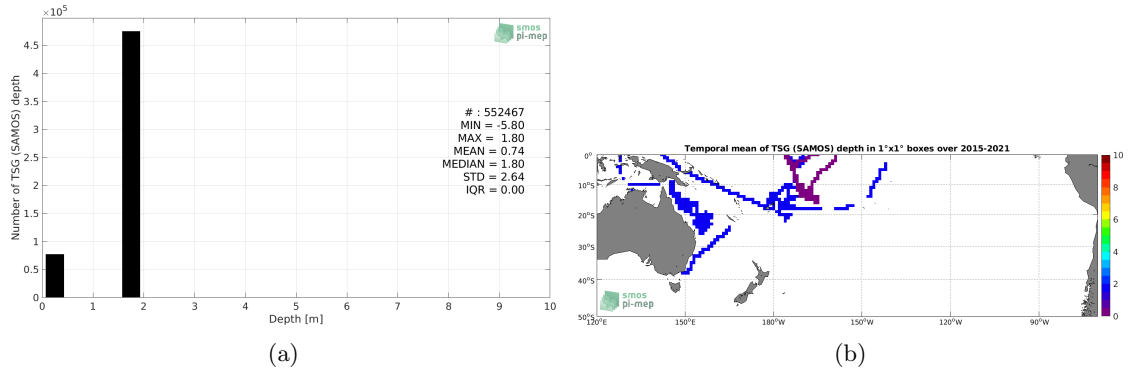 ×10⁵
4.5
4
3.5
3
2.5
2
1.5
1
0.5
0
Number of TSG (SAMOS) depth
0 1 2 3 4 5 6 7 8 9 10
Depth [m]
smos
pi-mep
# : 552467
MIN = -5.80
MAX = 1.80
MEAN = 0.74
MEDIAN = 1.80
STD = 2.64
IQR = 0.00
(a)
Temporal mean of TSG (SAMOS) depth in 1°x1° boxes over 2015-2021
0°
10°S
20°S
30°S
40°S
50°S
120°E 150°E 180°W 150°W 120°W 90°W
smos
pi-mep
10
8
6
4
2
0
(b)